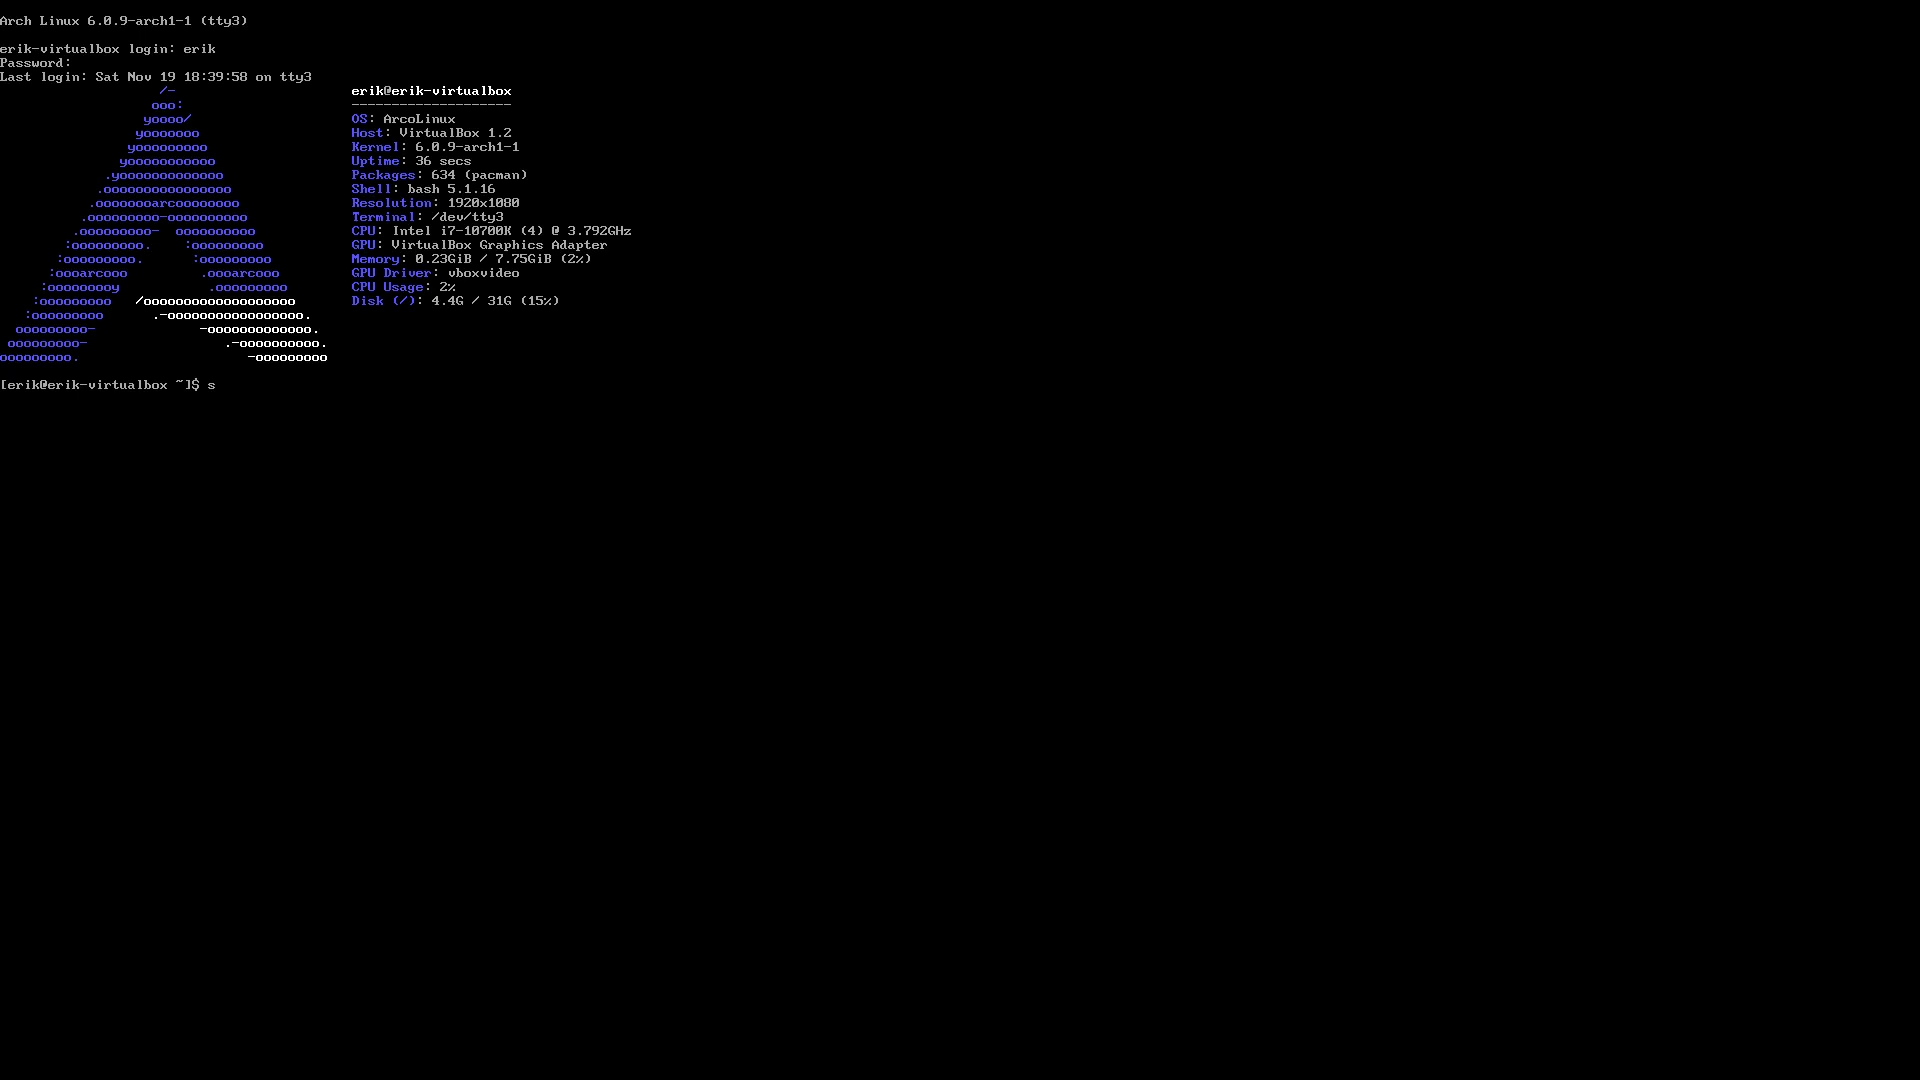 Arch Linux 6.0.9-arch1-1 (tty3)
erik-virtualbox login: erik
Password:
Last login: Sat Nov 19 18:39:58 on tty3
/-
ooo:
yoooo/
yooooooo
yooooooooo
yooooooooooo
.yooooooooooooo
.oooooooooooooooo
.oooooooarcoooooooo
.ooooooooo-oooooooooo
.ooooooooo-  oooooooooo
:ooooooooo.    :ooooooooo
:ooooooooo.      :ooooooooo
:oooarcooo         .oooarcooo
:ooooooooy           .ooooooooo
:ooooooooo   /ooooooooooooooooooo
:ooooooooo      .-ooooooooooooooooo.
ooooooooo-             -ooooooooooooo.
ooooooooo-                 .-oooooooooo.
ooooooooo.                     -ooooooooo
erik@erik-virtualbox
--------------------
OS: ArcoLinux
Host: VirtualBox 1.2
Kernel: 6.0.9-arch1-1
Uptime: 36 secs
Packages: 634 (pacman)
Shell: bash 5.1.16
Resolution: 1920x1080
Terminal: /dev/tty3
CPU: Intel i7-10700K (4) @ 3.792GHz
GPU: VirtualBox Graphics Adapter
Memory: 0.23GiB / 7.75GiB (2%)
GPU Driver: vboxvideo
CPU Usage: 2%
Disk (/): 4.4G / 31G (15%)
[erik@erik-virtualbox ~]$ s